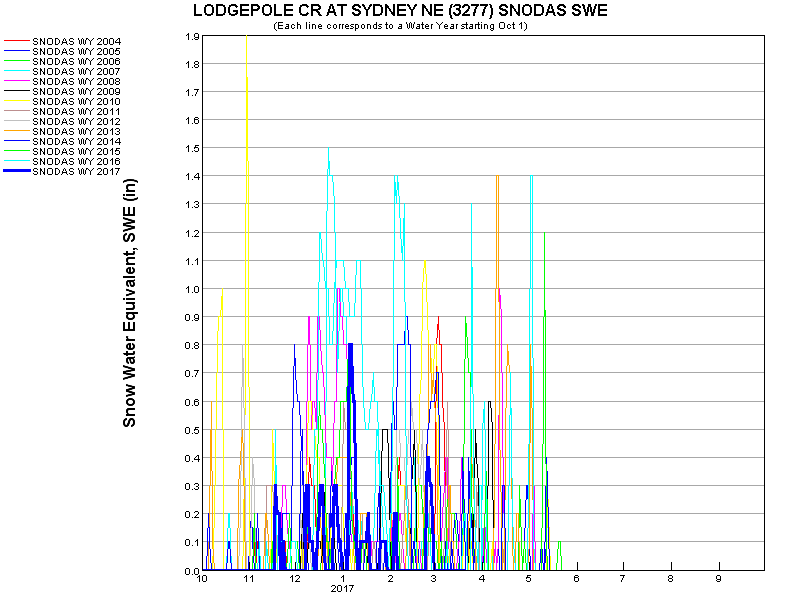 LODGEPOLE CR AT SYDNEY NE (3277) SNODAS SWE
(Each line corresponds to a Water Year starting Oct 1)
SNODAS WY 2004
SNODAS WY 2005
SNODAS WY 2006
SNODAS WY 2007
SNODAS WY 2008
SNODAS WY 2009
SNODAS WY 2010
SNODAS WY 2011
SNODAS WY 2012
SNODAS WY 2013
SNODAS WY 2014
SNODAS WY 2015
SNODAS WY 2016
SNODAS WY 2017
Snow Water Equivalent, SWE (in)
1.9
1.8
1.7
1.6
1.5
1.4
1.3
1.2
1.1
1.0
0.9
0.8
0.7
0.6
0.5
0.4
0.3
0.2
0.1
0.0
10 11 12 1 2 3 4 5 6 7 8 9
2017